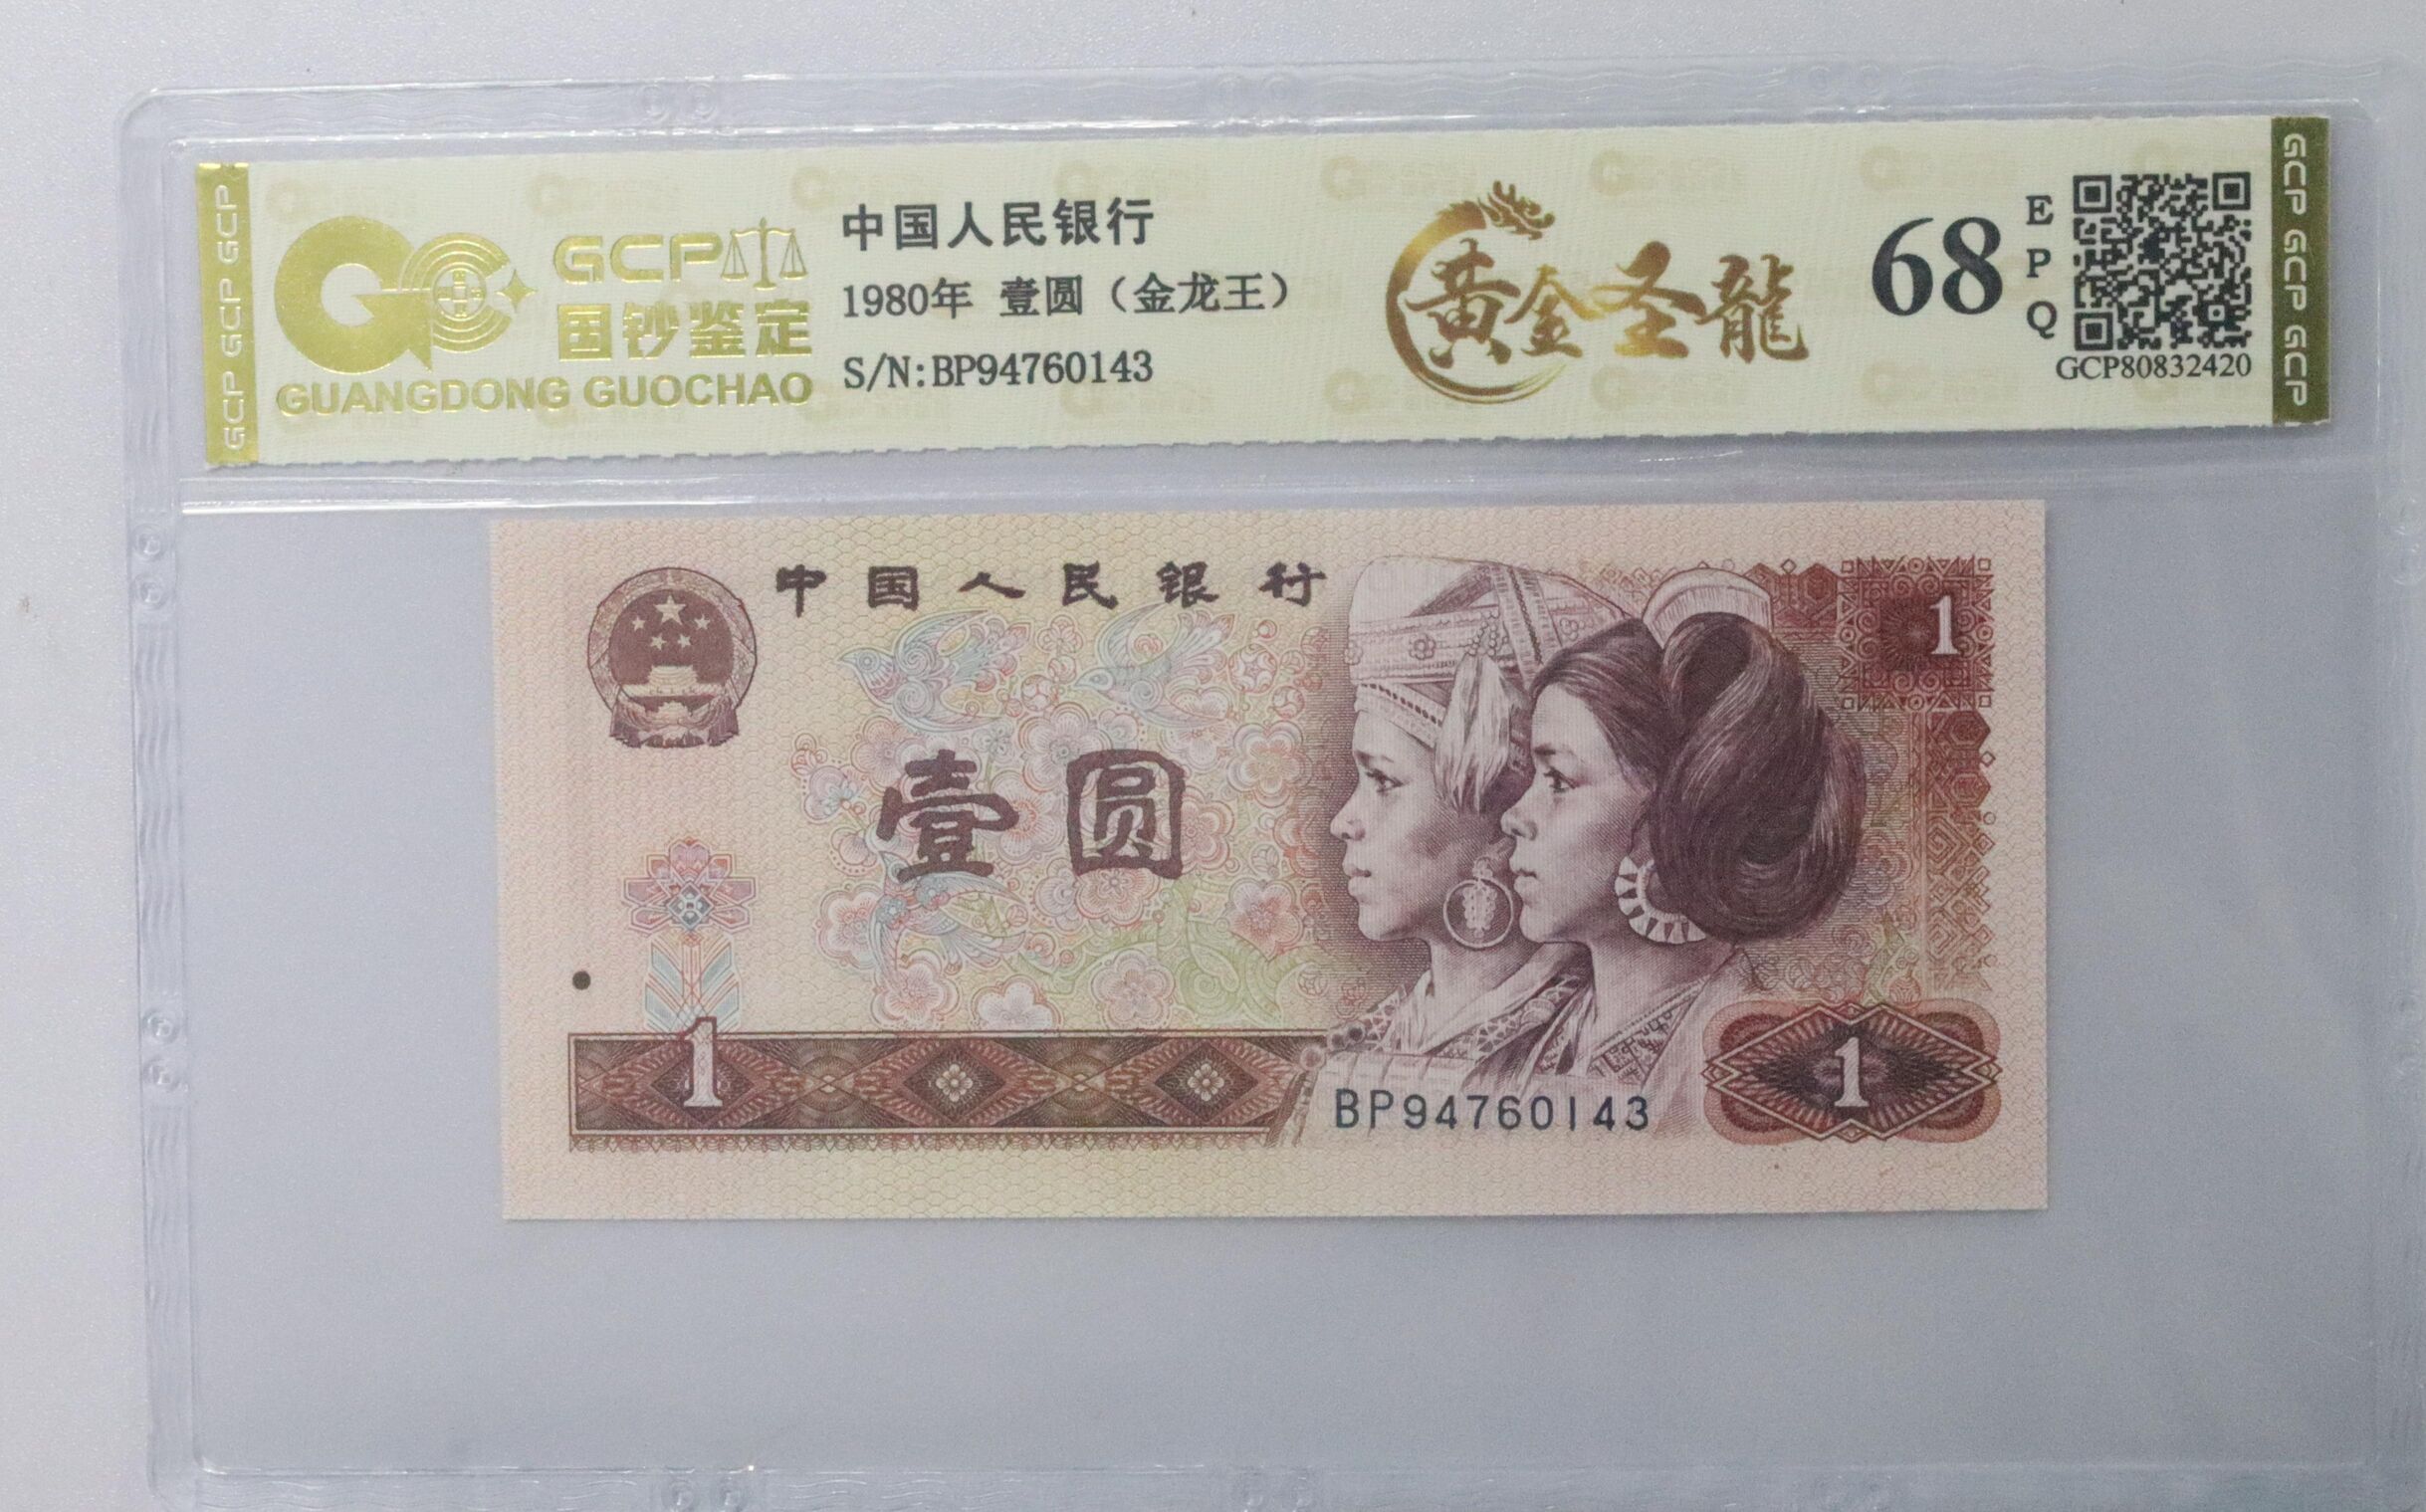 GCP GCP GCP
GCP
国钞鉴定
GUANGDONG GUOCHAO
中国人民银行
1980年 壹圆（金龙王）
S/N:BP94760143
黄金圣龍
68
EPQ
GCP80832420
GCP GCP GCP
中国人民银行
1
壹圆
1
BP94760143
1